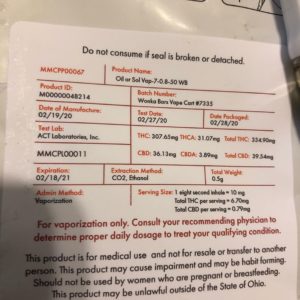 Do not consume if seal is broken or detached.
MMCPP00067
Product Name:
Oil or Sol Vap-7-0.8-50 WB
Product ID:
M00000004B214
Batch Number:
Wonka Bars Vape Cart #7335
Date of Manufacture:
02/19/20
Test Date:
02/27/20
Date Packaged:
02/28/20
Test Lab:
ACT Laboratories, Inc.
THC: 307.65mg THCA: 31.07mg Total THC: 334.90mg
MMCPL00011
CBD: 36.13mg CBDA: 3.89mg Total CBD: 39.54mg
Expiration:
02/18/21
Extraction Method:
CO2, Ethanol
Total Weight:
0.5g
Admin Method:
Vaporization
Serving Size: 1 eight second inhale = 10 mg
Total THC per serving = 6.70mg
Total CBD per serving = 0.79mg
For vaporization only. Consult your recommending physician to
determine proper daily dosage to treat your qualifying condition.
This product is for medical use and not for resale or transfer to another
person. This product may cause impairment and may be habit forming.
Should not be used by women who are pregnant or breastfeeding.
This product may be unlawful outside of the State of Ohio.